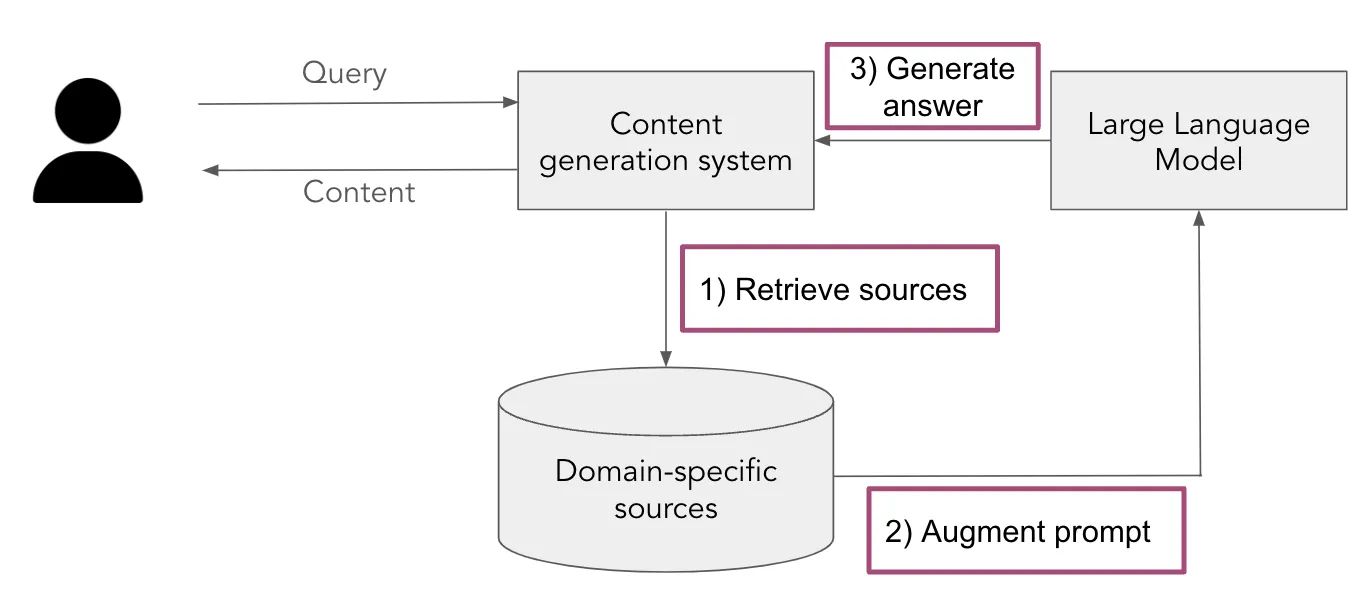 Query
Content
Content
generation system
3) Generate
answer
Large Language
Model
1) Retrieve sources
Domain-specific
sources
2) Augment prompt